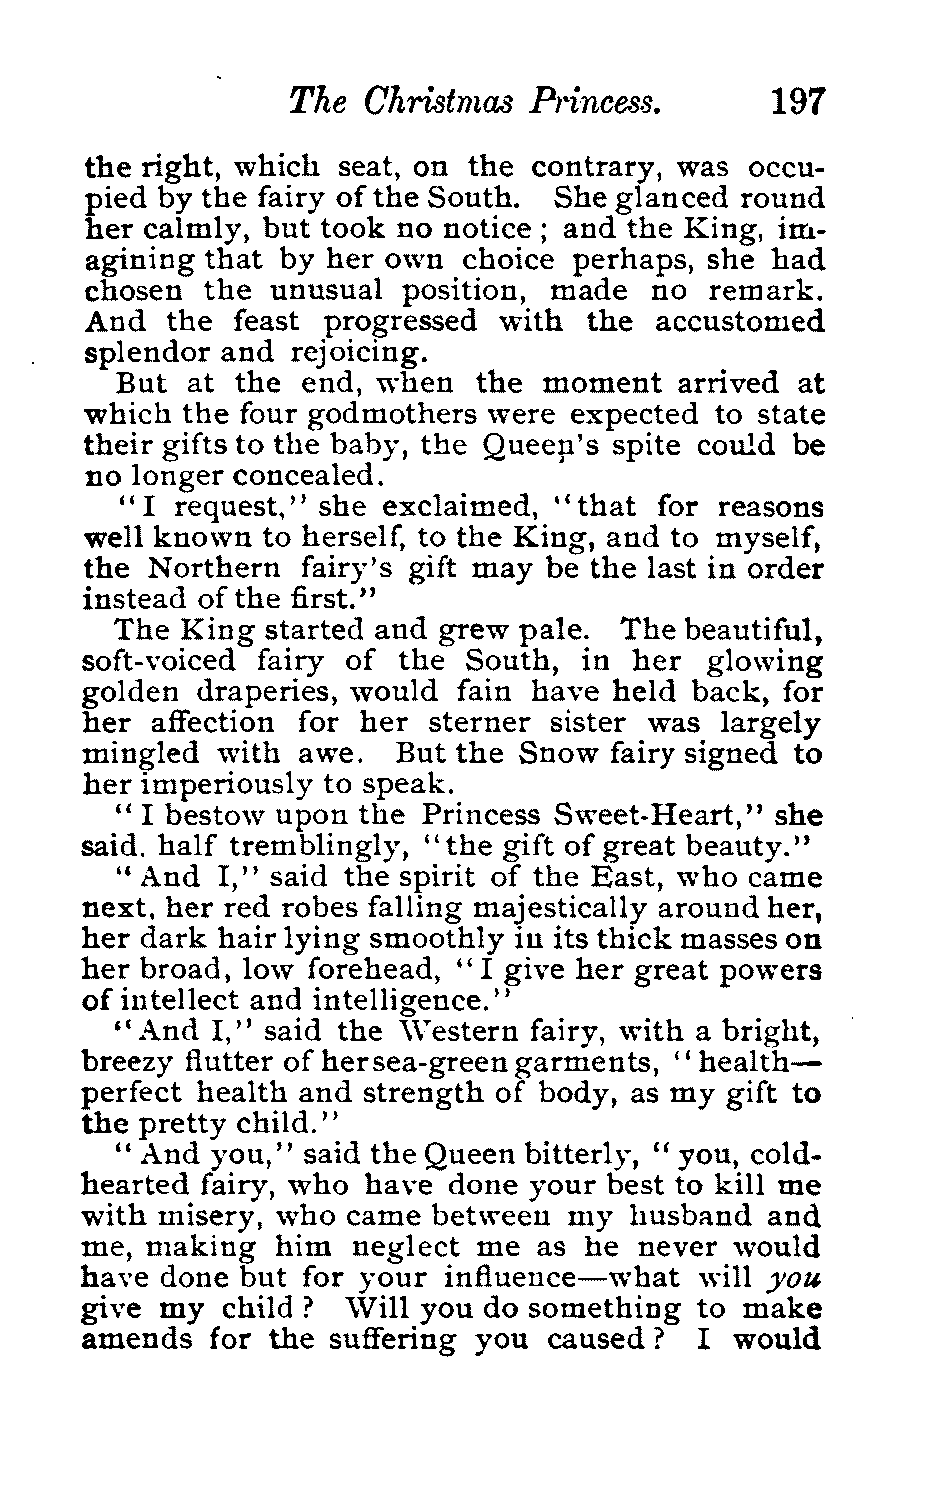 The Christmas Princess. 197
the right, which seat, on the contrary, was occu-
pied by the fairy of the South. She glanced round
her calmly, but took no notice ; and the King, im-
agining that by her own choice perhaps, she had
chosen the unusual position, made no remark.
And the feast progressed with the accustomed
splendor and rejoicing.
But at the end, when the moment arrived at
which the four godmothers were expected to state
their gifts to the baby, the Queen's spite could be
no longer concealed.
"I request," she exclaimed, "that for reasons
well known to herself, to the King, and to myself,
the Northern fairy's gift may be the last in order
instead of the first."
The King started and grew pale. The beautiful,
soft-voiced fairy of the South, in her glowing
golden draperies, would fain have held back, for
her affection for her sterner sister was largely
mingled with awe. But the Snow fairy signed to
her imperiously to speak.
"I bestow upon the Princess Sweet-Heart," she
said. half tremblingly, "the gift of great beauty."
"And I," said the spirit of the East, who came
next, her red robes falling majestically around her,
her dark hair lying smoothly in its thick masses on
her broad, low forehead, "I give her great powers
of intellect and intelligence."
"And I," said the Western fairy, with a bright,
breezy flutter of her sea-green garments, "health—
perfect health and strength of body, as my gift to
the pretty child."
"And you," said the Queen bitterly, "you, cold-
hearted fairy, who have done your best to kill me
with misery, who came between my husband and
me, making him neglect me as he never would
have done but for your influence—what will you
give my child ? Will you do something to make
amends for the suffering you caused ? I would